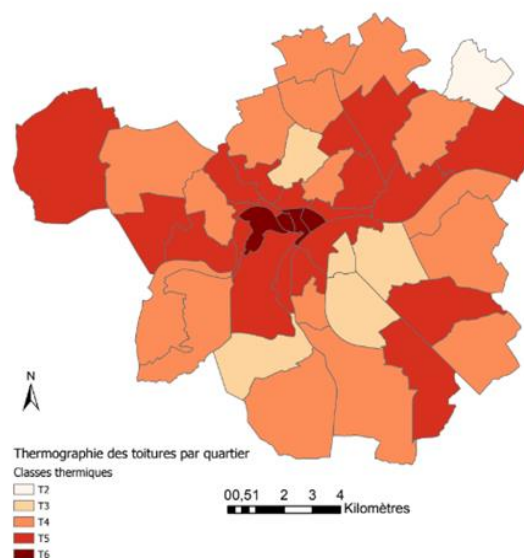 N
Thermographie des toitures par quartier
Classes thermiques
T2
T3
T4
T5
T6
00,51 2 3 4
Kilomètres